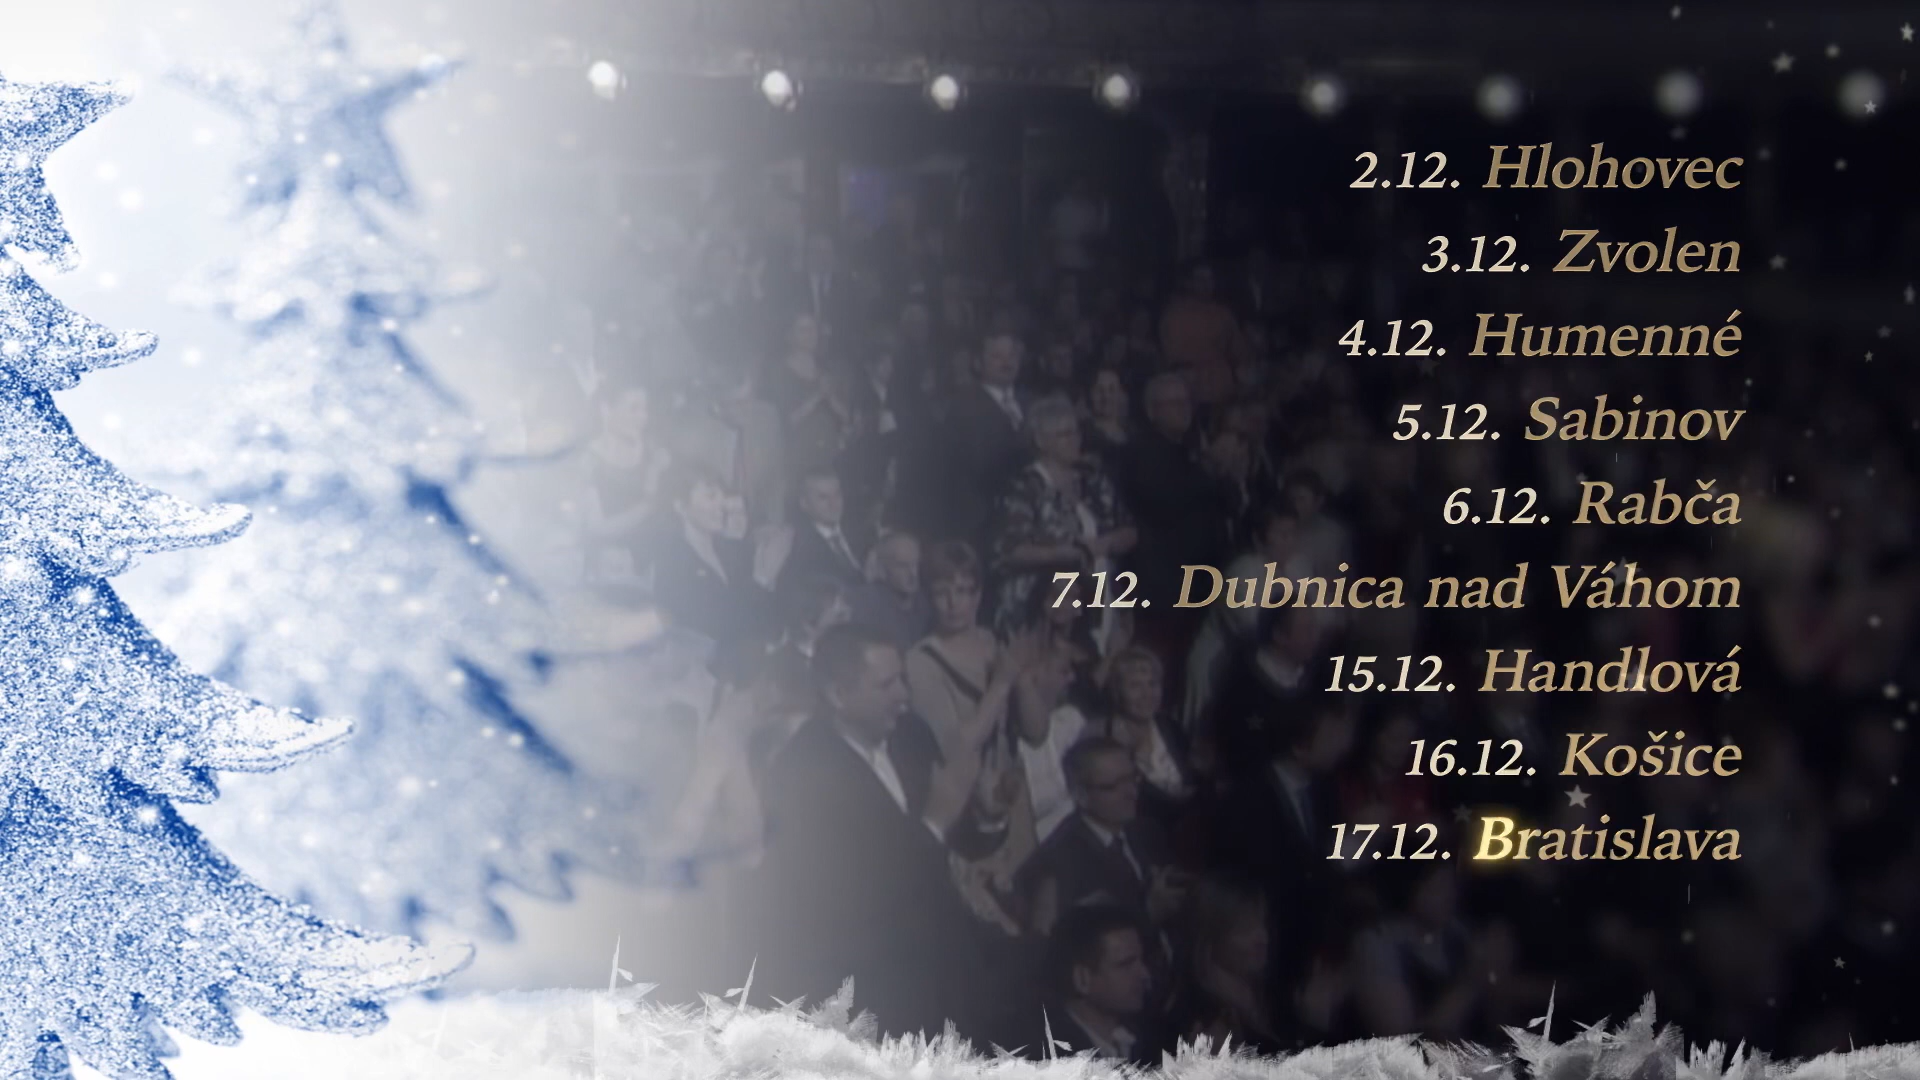 2.12. Hlohovec
3.12. Zvolen
4.12. Humenné
5.12. Sabinov
6.12. Rabča
7.12. Dubnica nad Váhom
15.12. Handlová
16.12. Košice
17.12. Bratislava